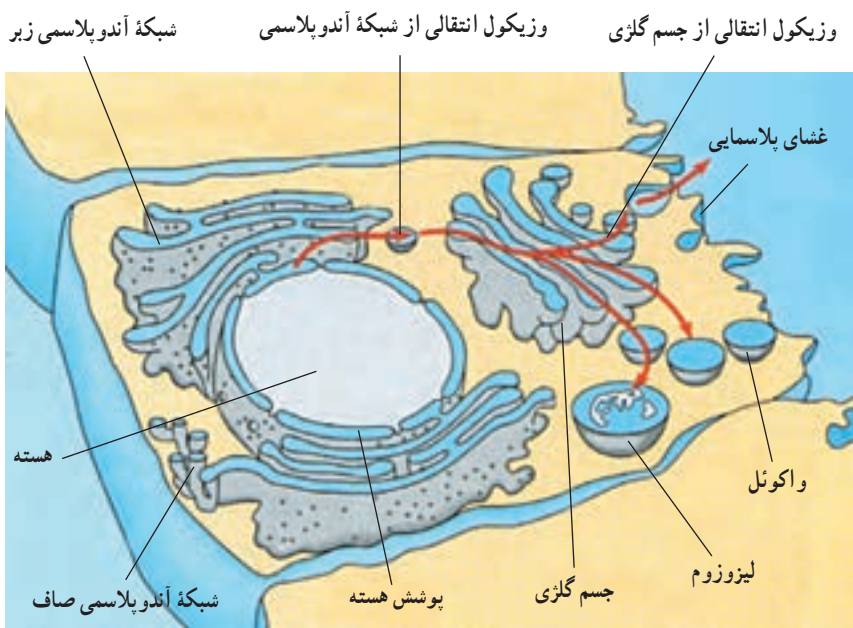 وزیکول انتقالی از جسم گلژی
وزیکول انتقالی از شبکهٔ آندوپلاسمی
شبکهٔ آندوپلاسمی زبر
غشای پلاسمایی
هسته
واکوئل
لیزوزوم
جسم گلژی
پوشش هسته
شبکهٔ آندوپلاسمی صاف